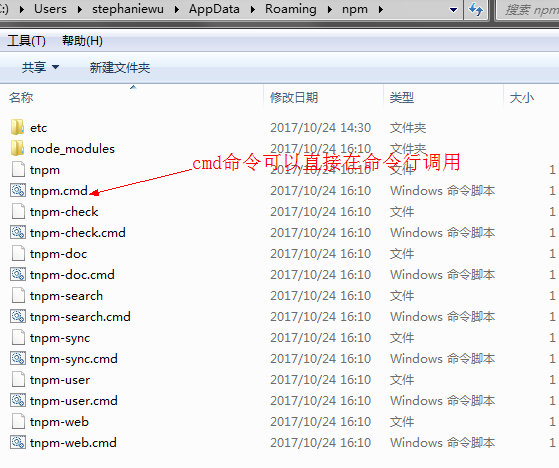 :) ▸ Users ▸ stephaniewu ▸ AppData ▸ Roaming ▸ npm ▸ 搜索 npm
工具(T) 帮助(H)
共享 新建文件夹
名称 修改日期 类型 大小
etc 2017/10/24 14:30 文件夹
node_modules 2017/10/24 16:10 文件夹
cmd命令可以直接在命令行调用
tnpm 2017/10/24 16:10 文件 1
tnpm.cmd 2017/10/24 16:10 Windows 命令脚本 1
tnpm-check 2017/10/24 16:10 文件 1
tnpm-check.cmd 2017/10/24 16:10 Windows 命令脚本 1
tnpm-doc 2017/10/24 16:10 文件 1
tnpm-doc.cmd 2017/10/24 16:10 Windows 命令脚本 1
tnpm-search 2017/10/24 16:10 文件 1
tnpm-search.cmd 2017/10/24 16:10 Windows 命令脚本 1
tnpm-sync 2017/10/24 16:10 文件 1
tnpm-sync.cmd 2017/10/24 16:10 Windows 命令脚本 1
tnpm-user 2017/10/24 16:10 文件 1
tnpm-user.cmd 2017/10/24 16:10 Windows 命令脚本 1
tnpm-web 2017/10/24 16:10 文件 1
tnpm-web.cmd 2017/10/24 16:10 Windows 命令脚本 1